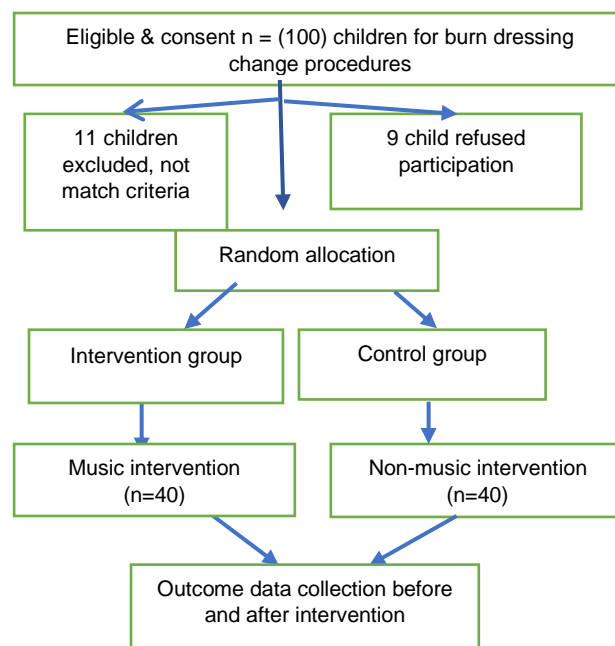 Eligible & consent n = (100) children for burn dressing
change procedures
11 children
excluded, not
match criteria
9 child refused
participation
Random allocation
Intervention group
Control group
Music intervention
(n=40)
Non-music intervention
(n=40)
Outcome data collection before
and after intervention